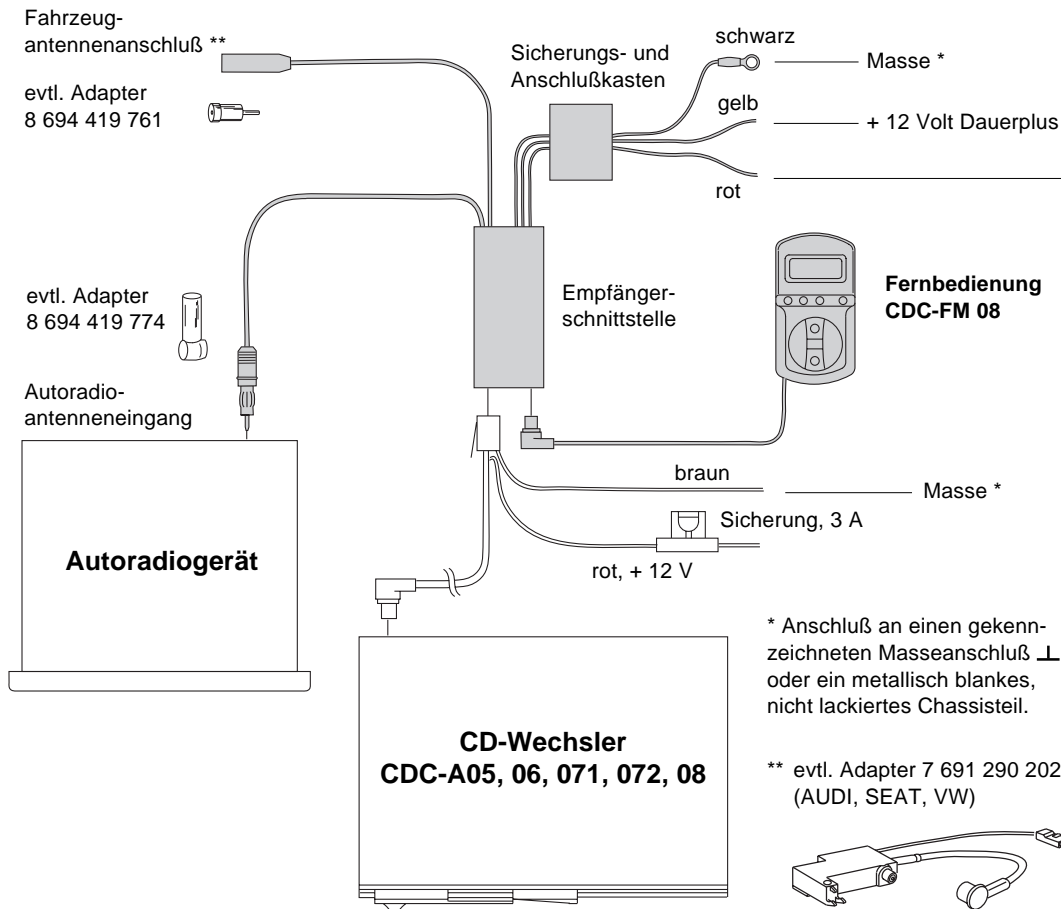 Fahrzeug-
antennenanschluß **
evtl. Adapter
8 694 419 761
Sicherungs- und
Anschlußkasten
schwarz
Masse *
gelb
+ 12 Volt Dauerplus
rot
evtl. Adapter
8 694 419 774
Empfänger-
schnittstelle
Fernbedienung
CDC-FM 08
Autoradio-
antenneneingang
braun
Masse *
Sicherung, 3 A
rot, + 12 V
Autoradiogerät
CD-Wechsler
CDC-A05, 06, 071, 072, 08
* Anschluß an einen gekenn-
zeichneten Masseanschluß
oder ein metallisch blankes,
nicht lackiertes Chassisteil.
** evtl. Adapter 7 691 290 202
(AUDI, SEAT, VW)